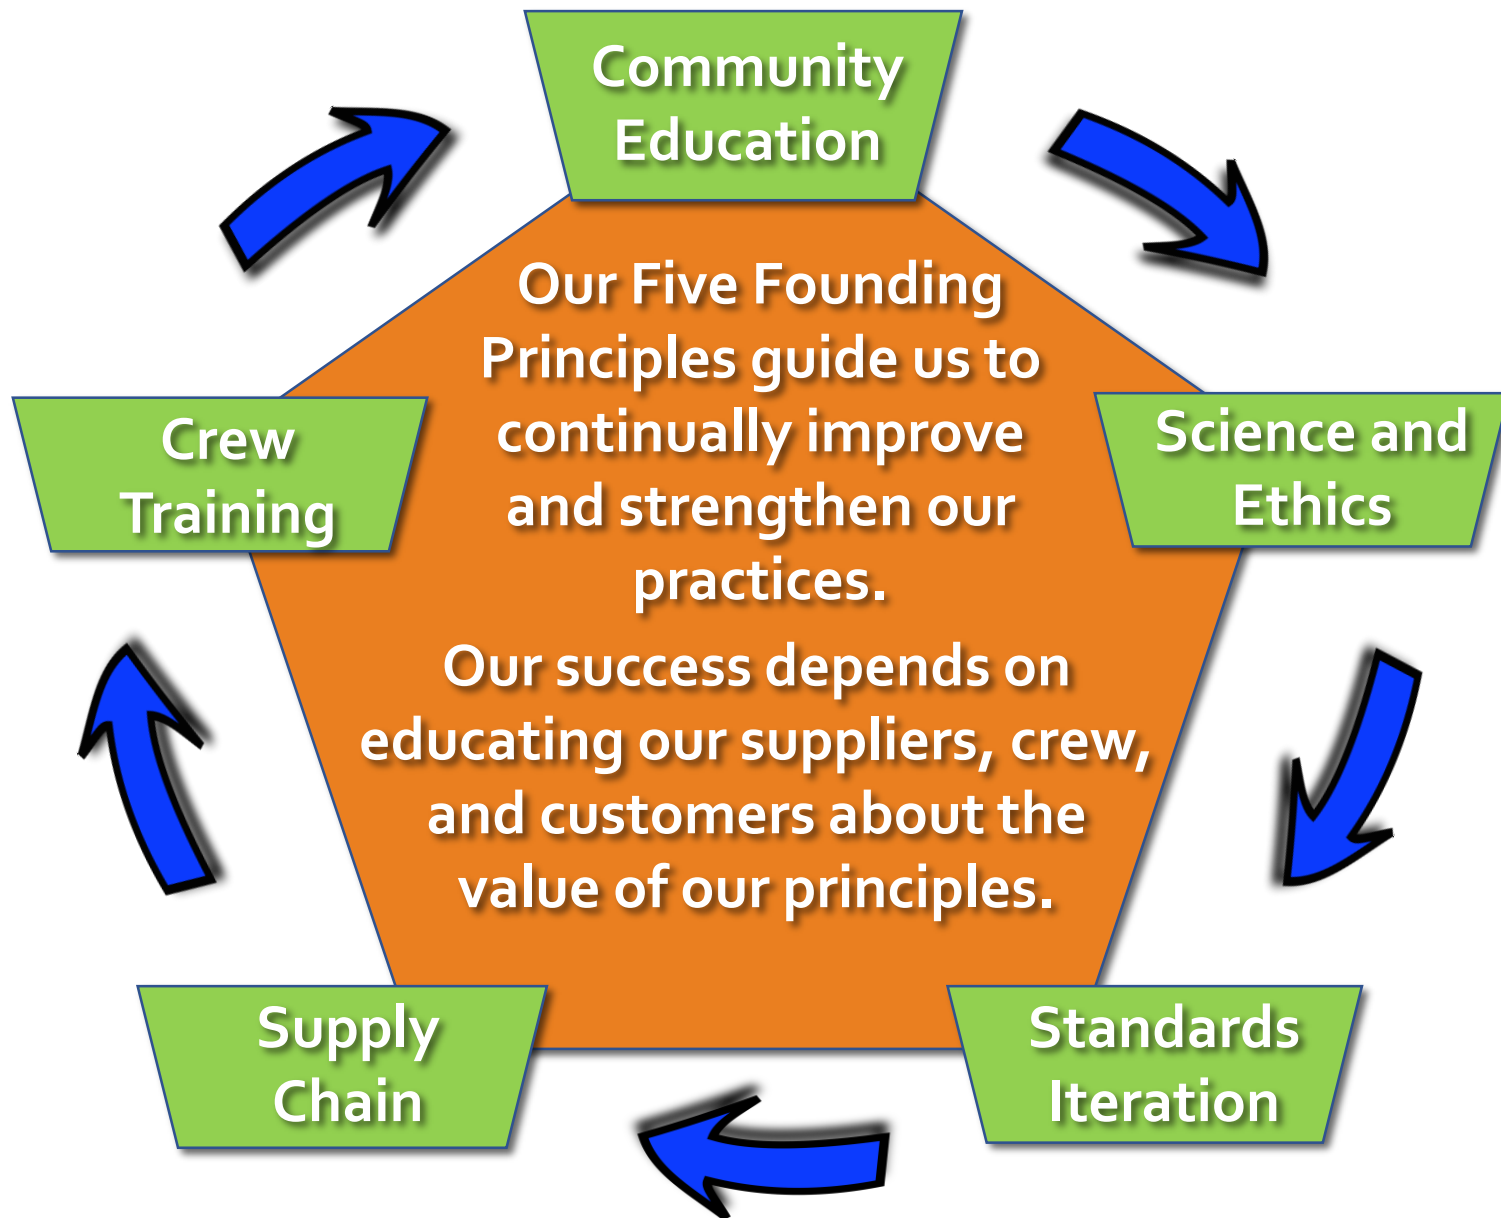 Community
Education
Our Five Founding
Principles guide us to
continually improve
and strengthen our
practices.
Our success depends on
educating our suppliers, crew,
and customers about the
value of our principles.
Crew
Training
Science and
Ethics
Supply
Chain
Standards
Iteration